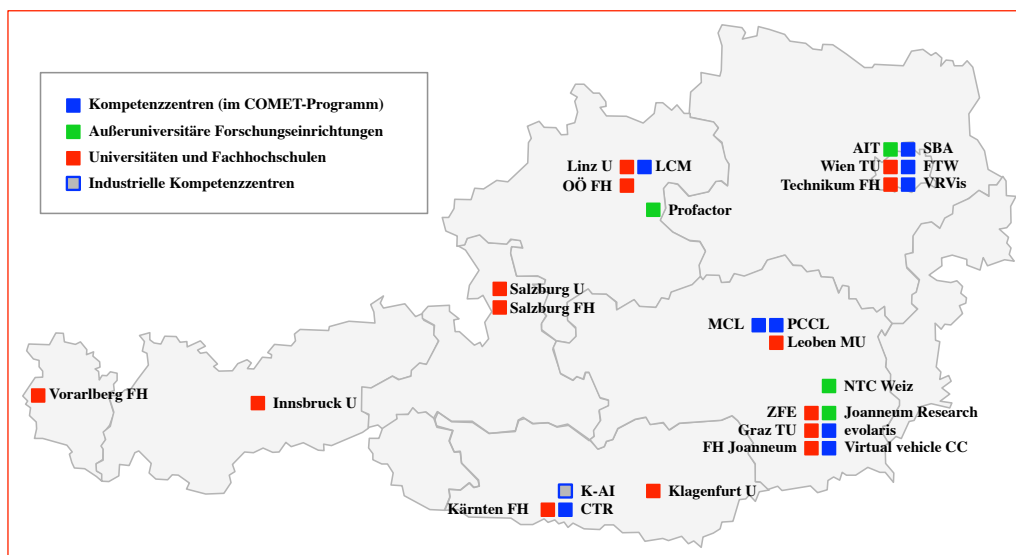 Kompetenzzentren (im COMET-Programm)
Außeruniversitäre Forschungseinrichtungen
Universitäten und Fachhochschulen
Industrielle Kompetenzzentren
AIT SBA
Wien TU FTW
Technikum FH VRVis
Linz U LCM
OÖ FH
Profactor
Salzburg U
Salzburg FH
MCL PCCL
Leoben MU
NTC Weiz
Vorarlberg FH
Innsbruck U
ZFE Joanneum Research
Graz TU evolaris
FH Joanneum Virtual vehicle CC
K-AI
Klagenfurt U
Kärnten FH CTR